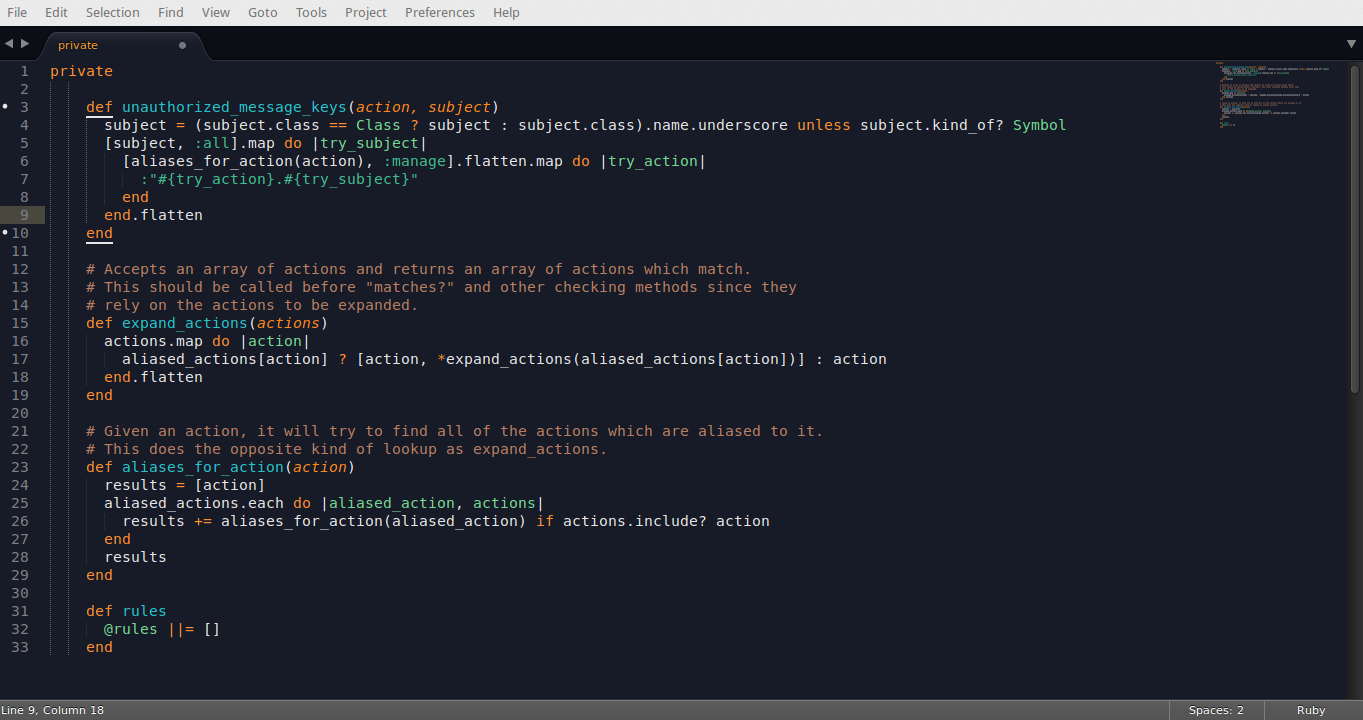 File Edit Selection Find View Goto Tools Project Preferences Help
private
1 private
2
3 def unauthorized_message_keys(action, subject)
4 subject = (subject.class == Class ? subject : subject.class).name.underscore unless subject.kind_of? Symbol
5 [subject, :all].map do |try_subject|
6 [aliases_for_action(action), :manage].flatten.map do |try_action|
7 :"#{try_action}.#{try_subject}"
8 end
9 end.flatten
10 end
11
12 # Accepts an array of actions and returns an array of actions which match.
13 # This should be called before "matches?" and other checking methods since they
14 # rely on the actions to be expanded.
15 def expand_actions(actions)
16 actions.map do |action|
17 aliased_actions[action] ? [action, *expand_actions(aliased_actions[action])] : action
18 end.flatten
19 end
20
21 # Given an action, it will try to find all of the actions which are aliased to it.
22 # This does the opposite kind of lookup as expand_actions.
23 def aliases_for_action(action)
24 results = [action]
25 aliased_actions.each do |aliased_action, actions|
26 results += aliases_for_action(aliased_action) if actions.include? action
27 end
28 results
29 end
30
31 def rules
32 @rules ||= []
33 end
Line 9, Column 18 Spaces: 2 Ruby